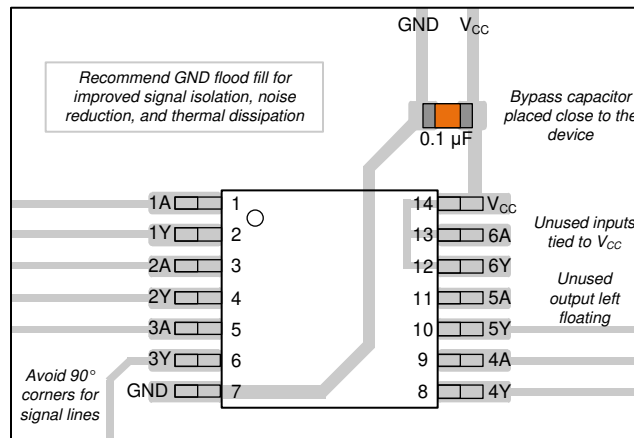 GND
V_CC
Recommend GND flood fill for
improved signal isolation, noise
reduction, and thermal dissipation
Bypass capacitor
placed close to the
device
0.1 µF
1A 1 14 V_CC
1Y 2 13 6A
2A 3 12 6Y
2Y 4 11 5A
3A 5 10 5Y
3Y 6 9 4A
GND 7 8 4Y
Unused inputs
tied to V_CC
Unused
output left
floating
Avoid 90°
corners for
signal lines